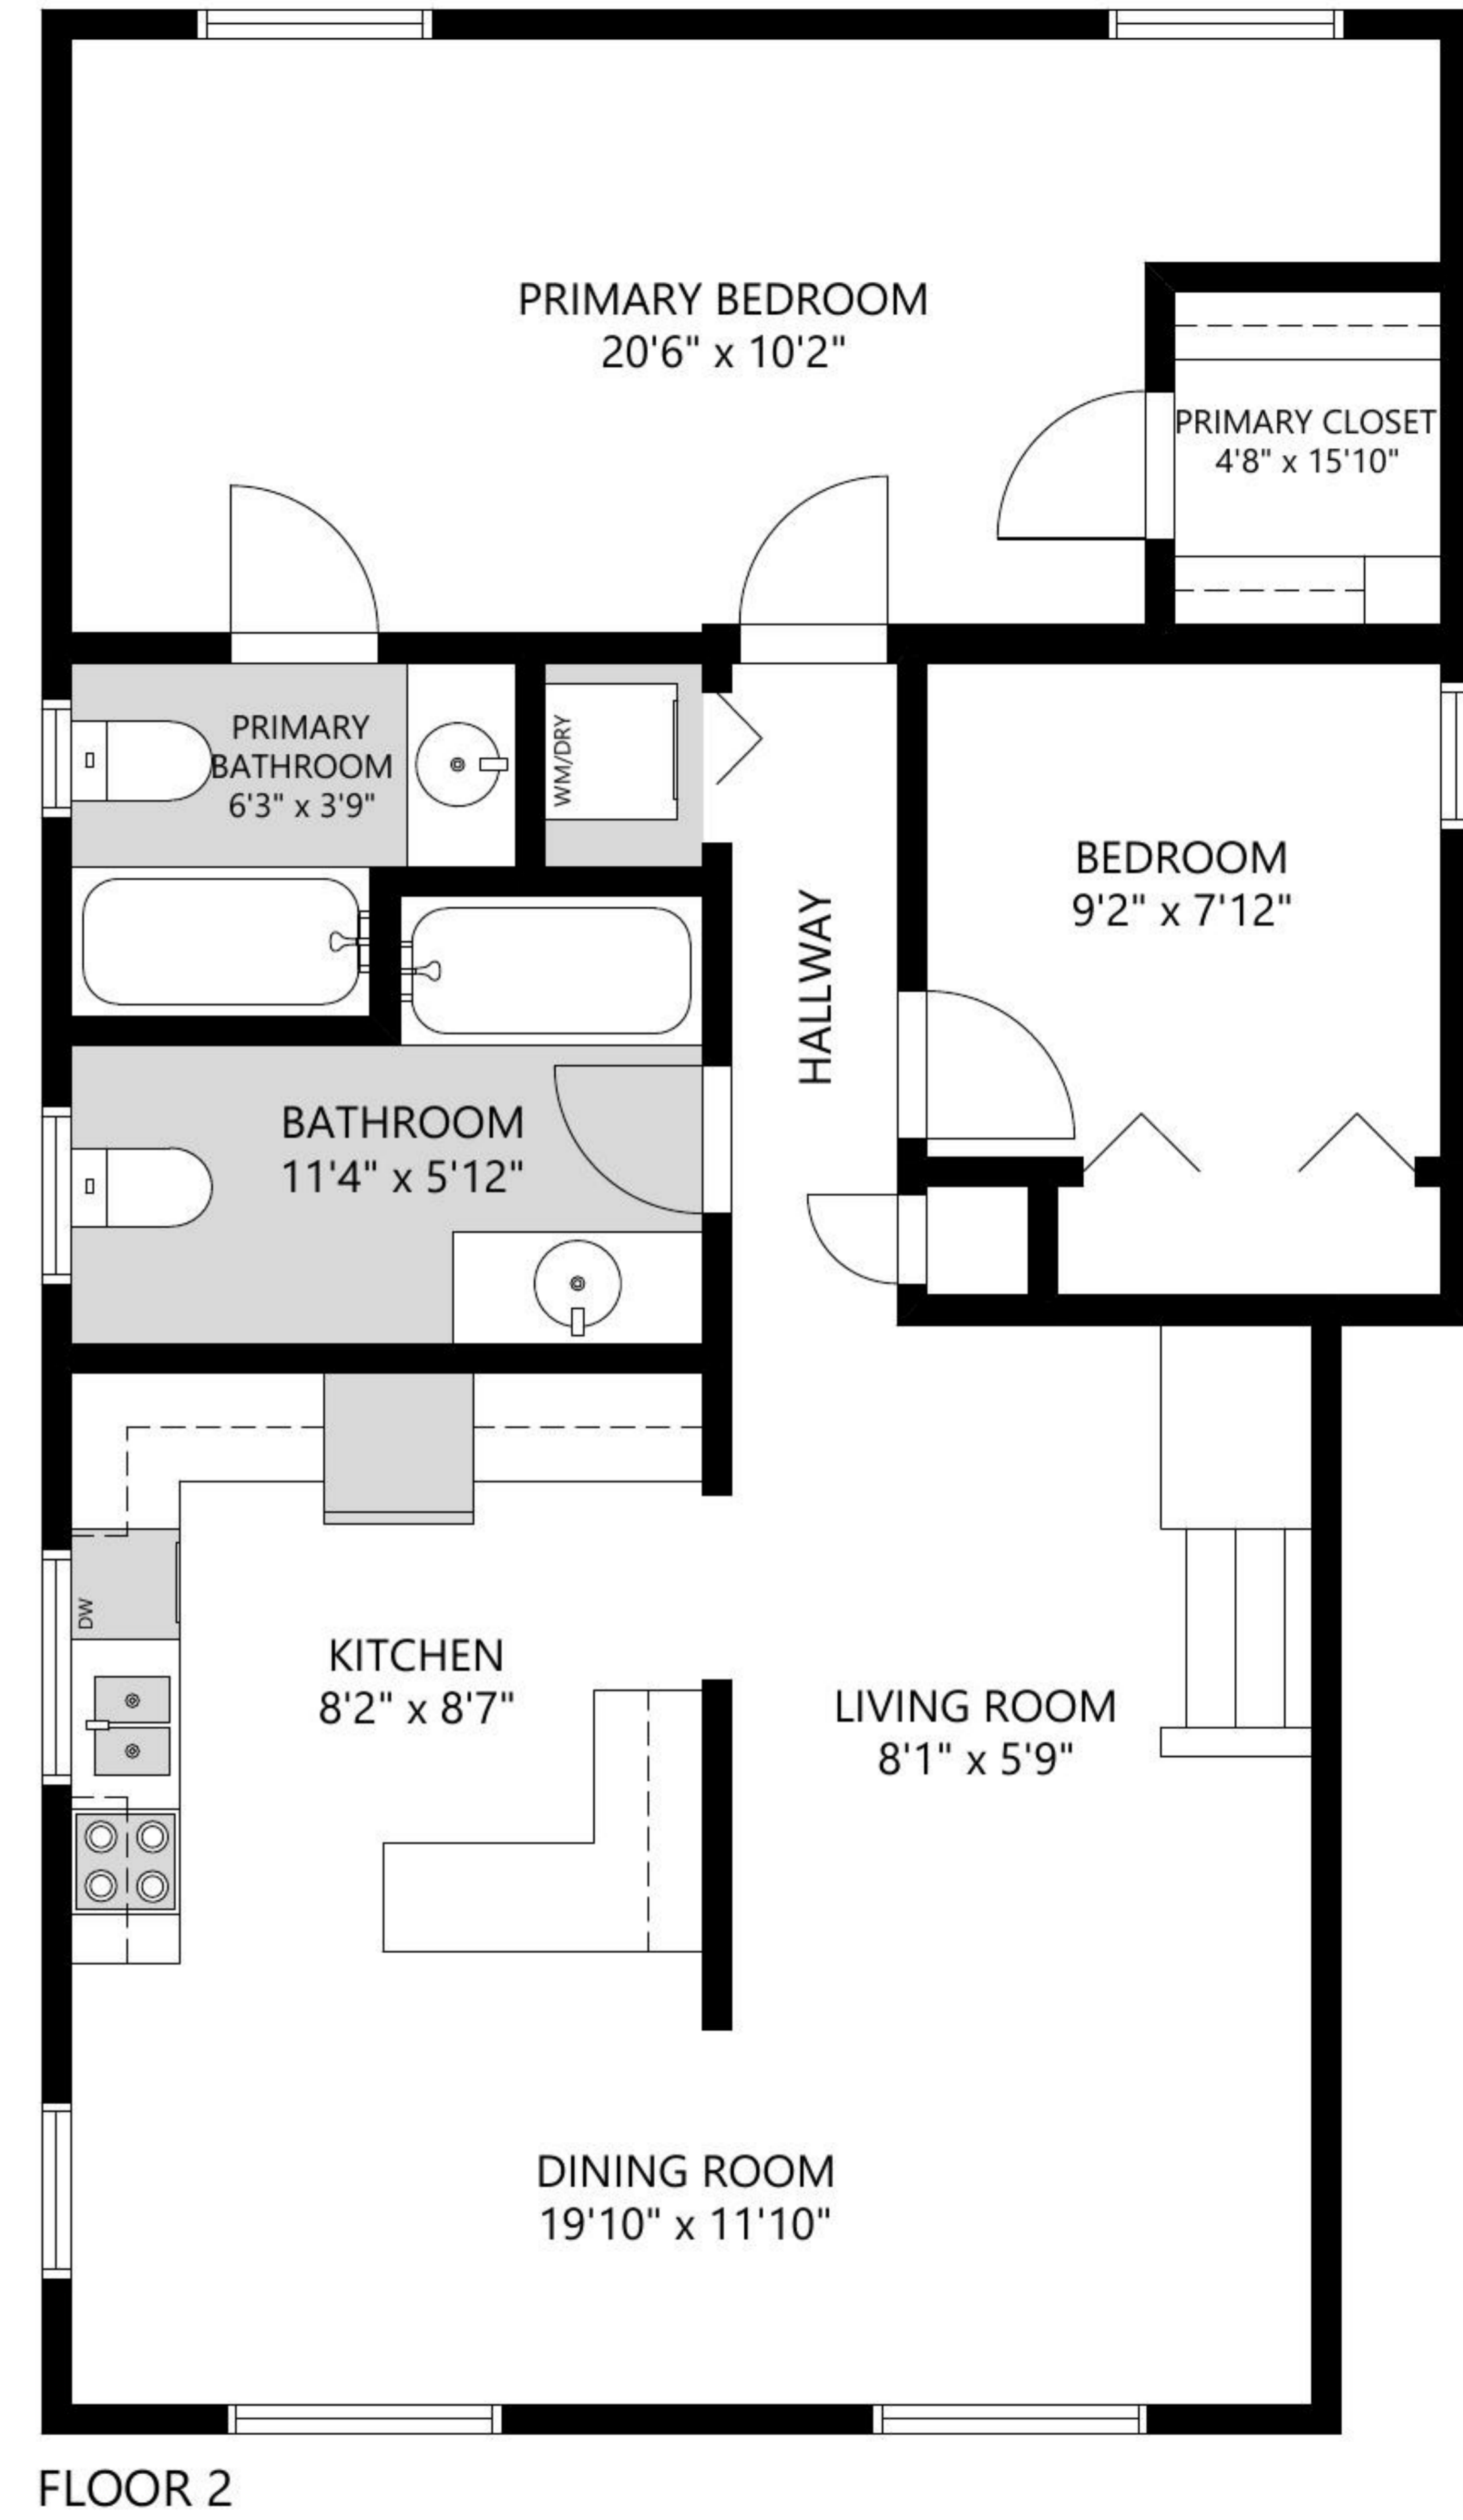 PRIMARY BEDROOM
20'6" x 10'2"
PRIMARY CLOSET
4'8" x 15'10"
PRIMARY
BATHROOM
6'3" x 3'9"
WM/DRY
HALLWAY
BEDROOM
9'2" x 7'12"
BATHROOM
11'4" x 5'12"
DW
KITCHEN
8'2" x 8'7"
LIVING ROOM
8'1" x 5'9"
DINING ROOM
19'10" x 11'10"
FLOOR 2